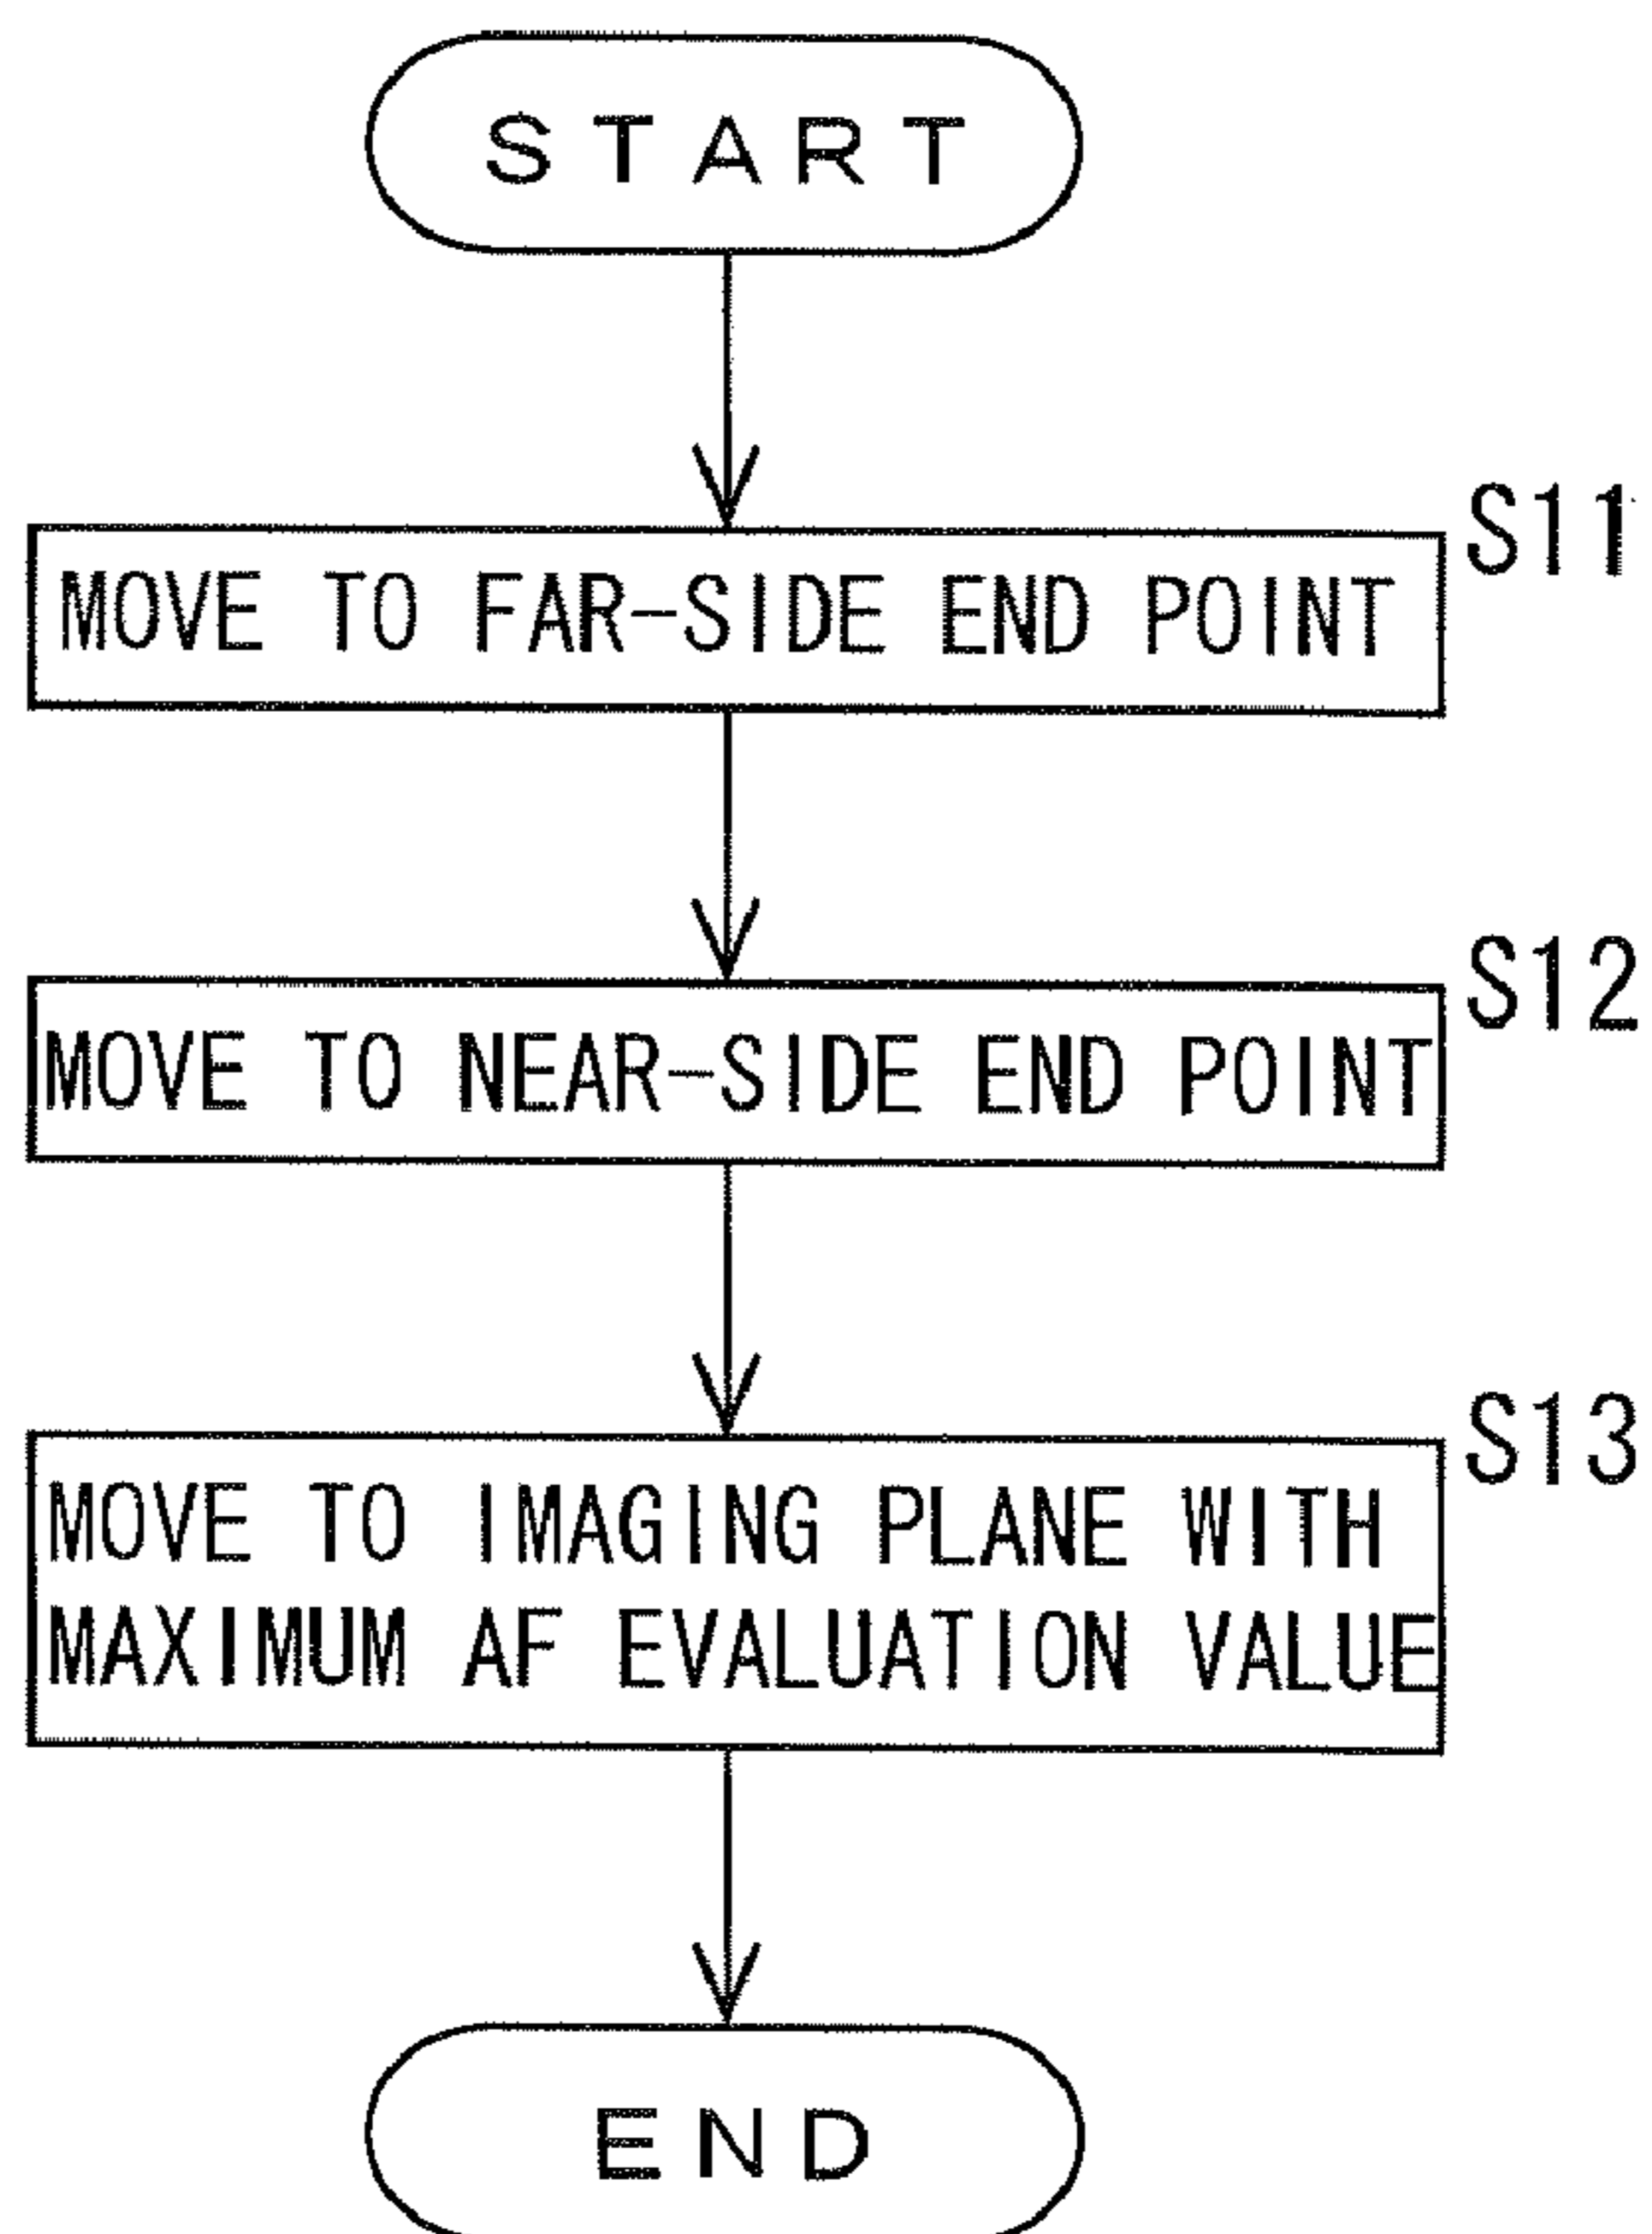 START
S11
MOVE TO FAR-SIDE END POINT
S12
MOVE TO NEAR-SIDE END POINT
S13
MOVE TO IMAGING PLANE WITH
MAXIMUM AF EVALUATION VALUE
END